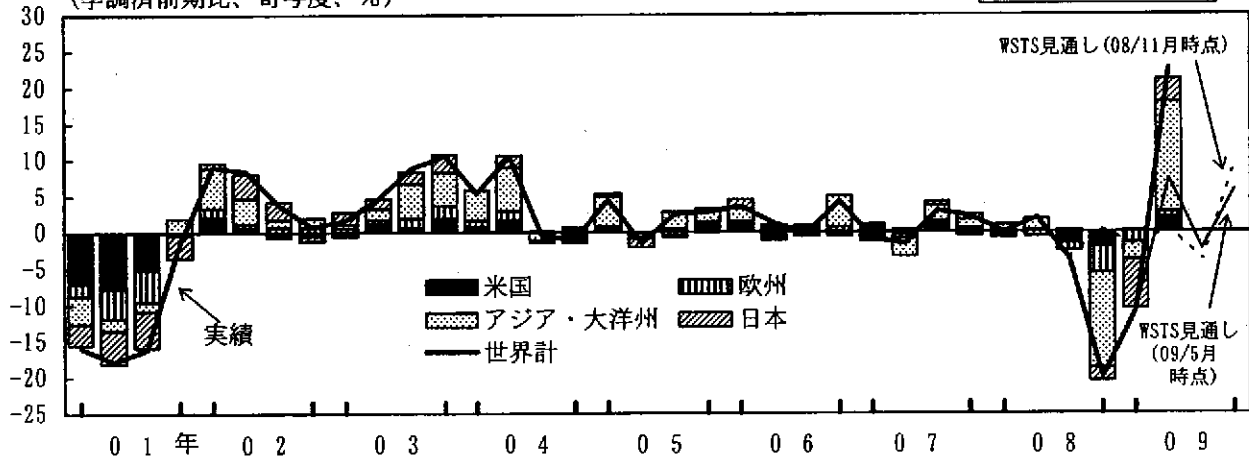 (季調済前期比、寄与度、%)
30
25
20
15
10
5
0
-5
-10
-15
-20
-25
WSTS見通し(08/11月時点)
実績
米国
欧州
アジア・大洋州
日本
世界計
WSTS見通し
(09/5月
時点)
01年 02 03 04 05 06 07 08 09